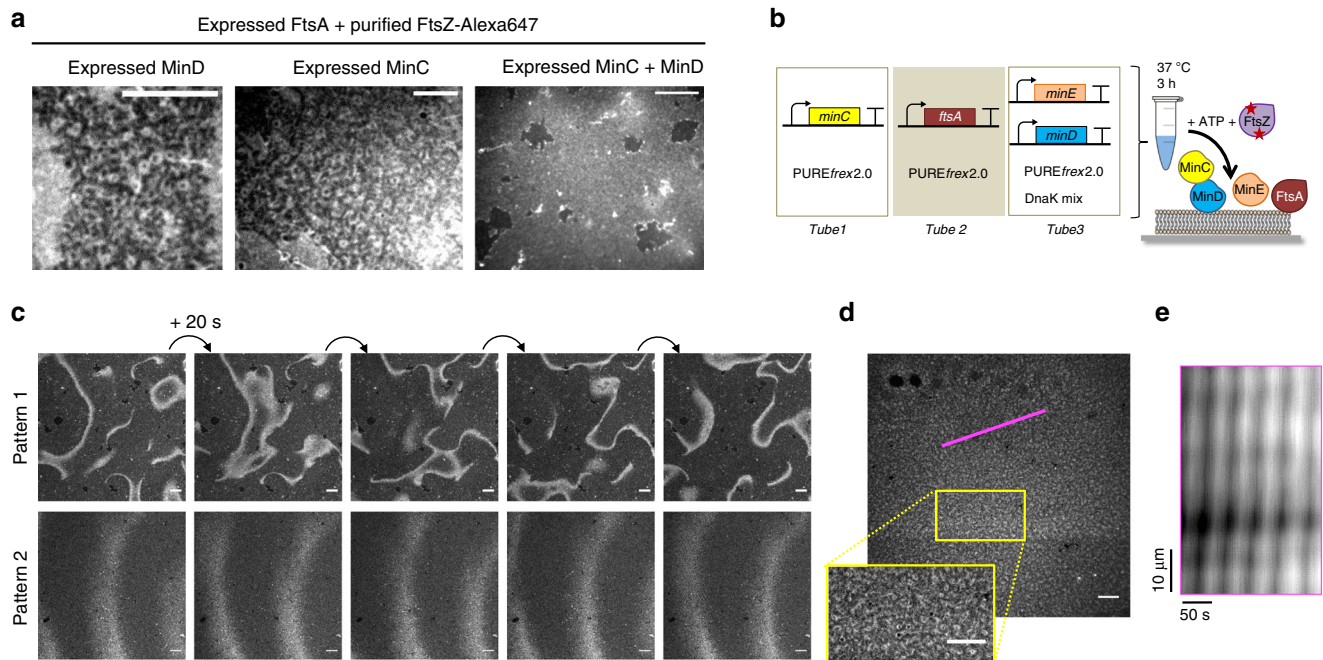 a
Expressed FtsA + purified FtsZ-Alexa647
Expressed MinD
Expressed MinC
Expressed MinC + MinD
b
minC
PUREfrex2.0
Tube1
ftsA
PUREfrex2.0
Tube 2
minE
minD
PUREfrex2.0
DnaK mix
Tube3
37 °C
3 h
+ ATP +
FtsZ
MinC
MinD
MinE
FtsA
c
+ 20 s
Pattern 1
Pattern 2
d
e
10 µm
50 s